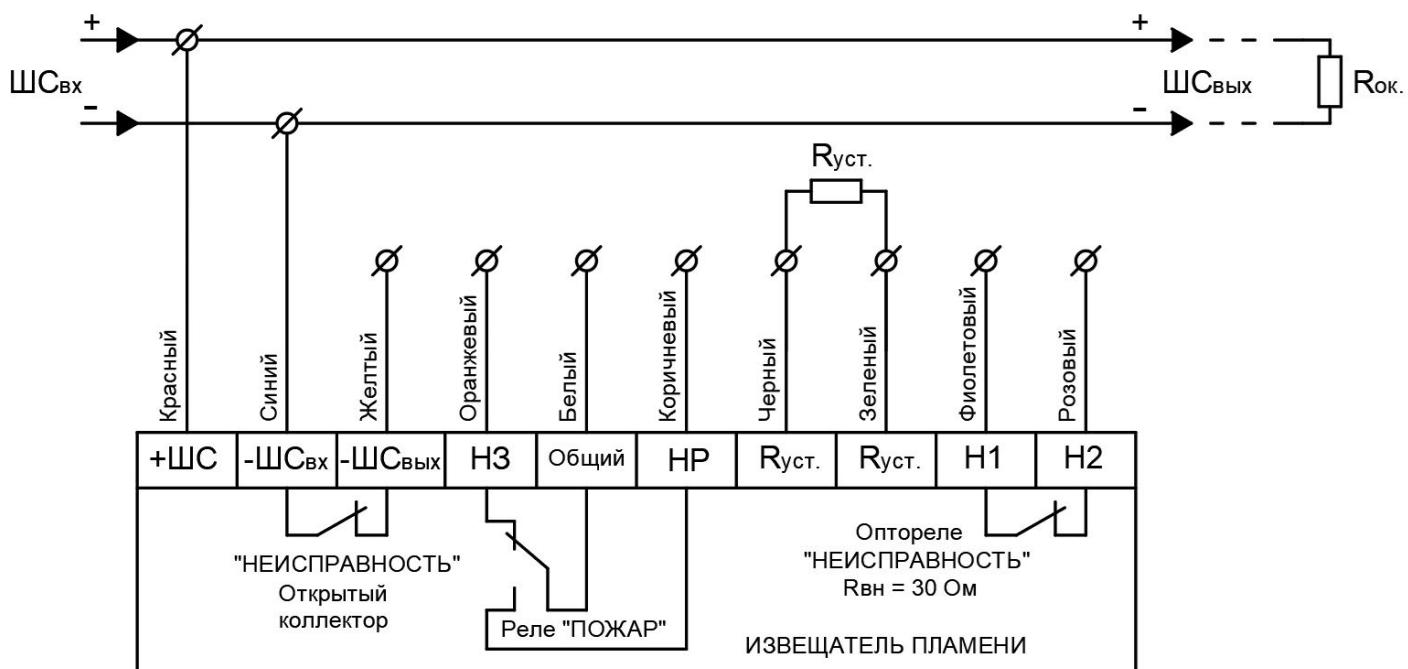 + +
ШСвх ШСвых Rок.
- -
Rуст.
Красный
Синий
Желтый
Оранжевый
Белый
Коричневый
Черный
Зеленый
Фиолетовый
Розовый
+ШС -ШСвх -ШСвых НЗ Общий НР Rуст. Rуст. Н1 Н2
"НЕИСПРАВНОСТЬ"
Открытый
коллектор
Реле "ПОЖАР"
Оптореле
"НЕИСПРАВНОСТЬ"
Rвн = 30 Ом
ИЗВЕЩАТЕЛЬ ПЛАМЕНИ